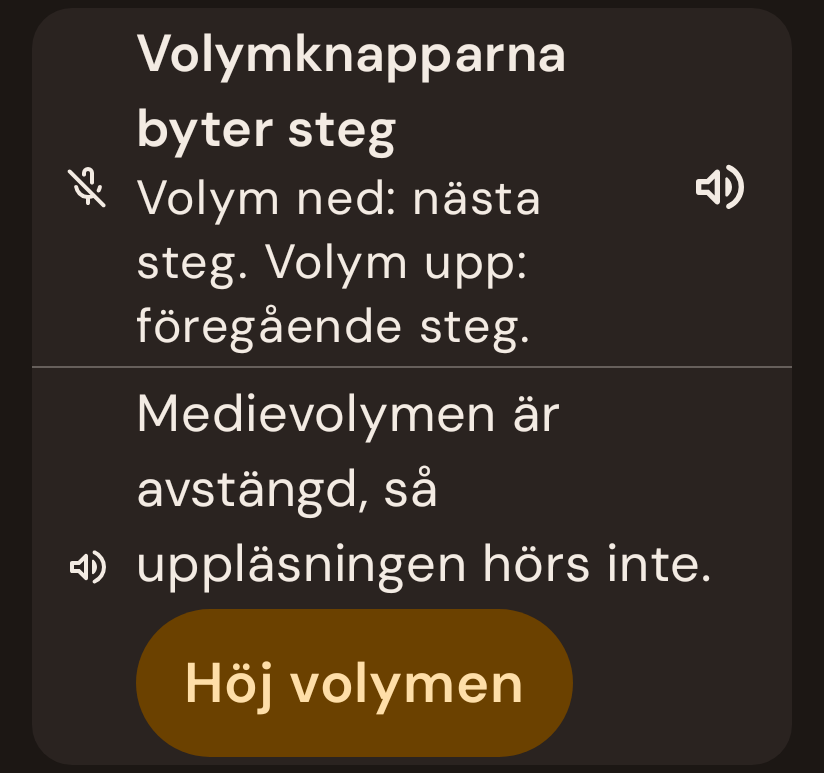 Volymknapparna
byter steg
Volym ned: nästa
steg. Volym upp:
föregående steg.
Medievolymen är
avstängd, så
uppläsningen hörs inte.
Höj volymen